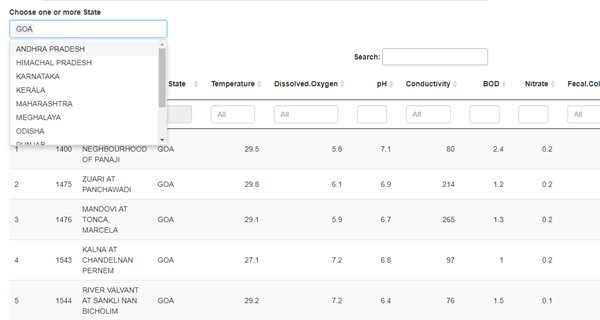 Choose one or more State
GOA
ANDHRA PRADESH
HIMACHAL PRADESH
KARNATAKA
KERALA
MAHARASHTRA
MEGHALAYA
ODISHA
PUNJAB
Search:
State Temperature Dissolved.Oxygen pH Conductivity BOD Nitrate Fecal.Col
All All All All All All All
1 1400 NEGHBOURHOOD GOA 29.5 5.8 7.1 80 2.4 0.2
OF PANAJI
2 1475 ZUARI AT GOA 29.8 6.1 6.9 214 1.2 0.2
PANCHAWADI
3 1476 MANDOVI AT GOA 29.1 5.9 6.7 265 1.3 0.2
TONCA,
MARCELA
4 1543 KALNA AT GOA 27.1 7.2 6.8 97 1 0.2
CHANDELNAN
PERNEM
5 1544 RIVER VALVANT GOA 29.2 7.2 6.4 76 1.5 0.1
AT SANKLI NAN
BICHOLIM